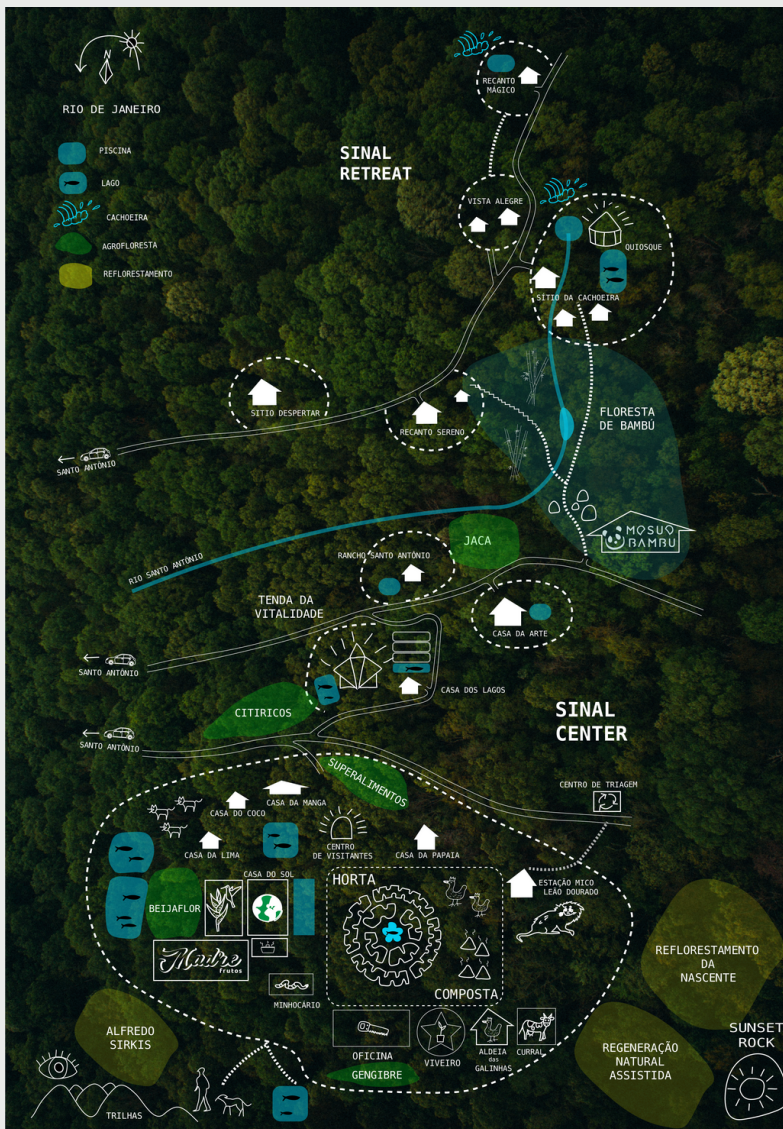 N
RIO DE JANEIRO
PISCINA
LAGO
CACHOEIRA
AGROFLORESTA
REFLORESTAMENTO
SINAL
RETREAT
RECANTO
MÁGICO
VISTA ALEGRE
QUIOSQUE
SÍTIO DA CACHOEIRA
SITIO DESPERTAR
RECANTO SERENO
FLORESTA
DE BAMBÚ
SANTO ANTÔNIO
MOSUO
BAMBU
JACA
RANCHO SANTO ANTÔNIO
RIO SANTO ANTÔNIO
TENDA DA
VITALIDADE
CASA DA ARTE
SANTO ANTÔNIO
CASA DOS LAGOS
CITIRICOS
SINAL
CENTER
SANTO ANTÔNIO
SUPERALIMENTOS
CENTRO DE TRIAGEM
CASA DO COCO
CASA DA MANGA
CASA DA LIMA
CENTRO
DE VISITANTES
CASA DA PAPAIA
CASA DO SOL
HORTA
ESTAÇÃO MICO
LEÃO DOURADO
BEIJAFLOR
Madre
frutos
COMPOSTA
MINHOCÁRIO
REFLORESTAMENTO
DA
NASCENTE
ALFREDO
SIRKIS
OFICINA
VIVEIRO
ALDEIA
das
GALINHAS
CURRAL
GENGIBRE
REGENERAÇÃO
NATURAL
ASSISTIDA
SUNSET
ROCK
TRILHAS